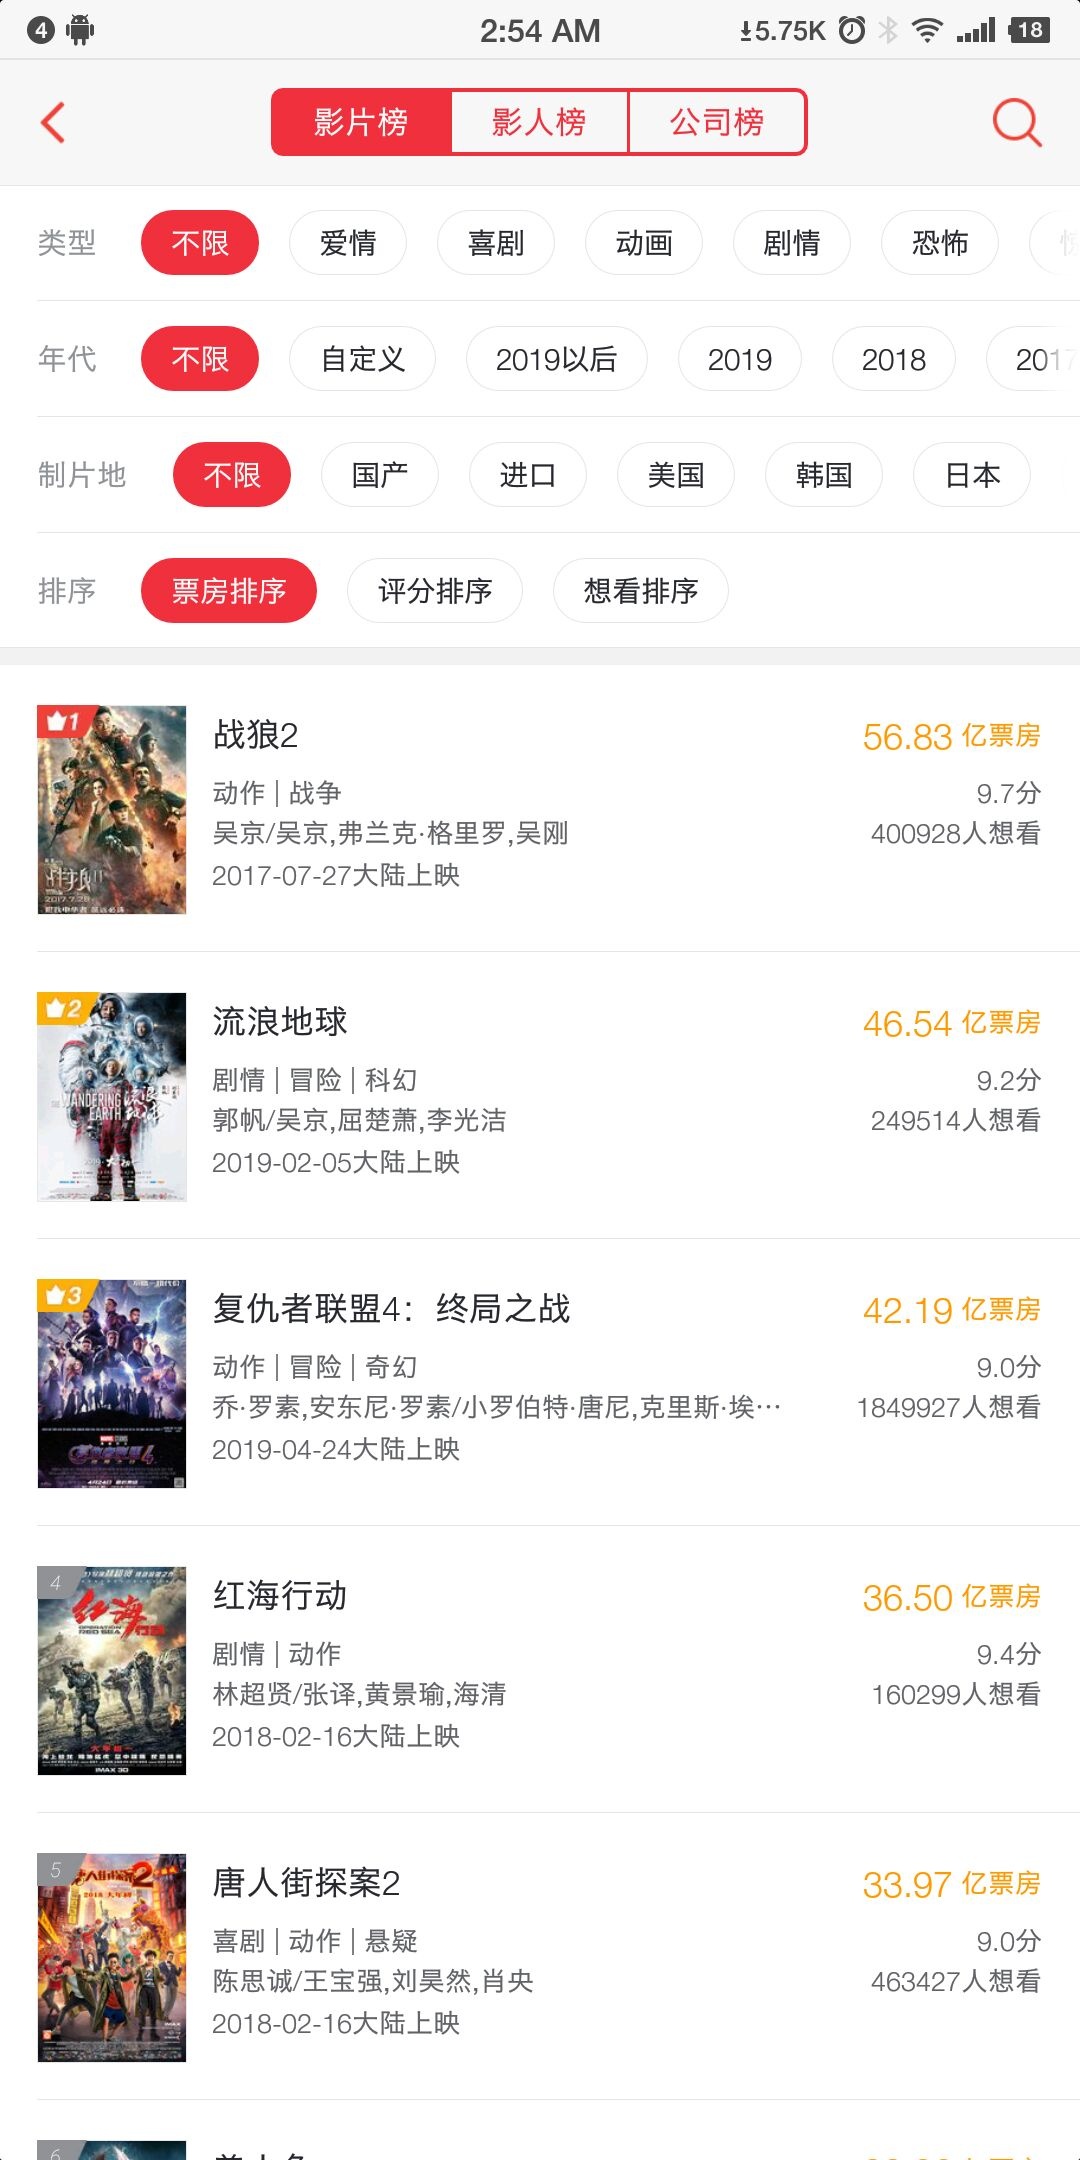 4 2:54 AM 5.75K 18
影片榜 影人榜 公司榜
类型 不限 爱情 喜剧 动画 剧情 恐怖
年代 不限 自定义 2019以后 2019 2018 2017
制片地 不限 国产 进口 美国 韩国 日本
排序 票房排序 评分排序 想看排序
1 战狼2 56.83 亿票房
动作 | 战争 9.7分
吴京/吴京,弗兰克·格里罗,吴刚 400928人想看
2017-07-27大陆上映
2 流浪地球 46.54 亿票房
剧情 | 冒险 | 科幻 9.2分
郭帆/吴京,屈楚萧,李光洁 249514人想看
2019-02-05大陆上映
THE WANDERING EARTH
3 复仇者联盟4：终局之战 42.19 亿票房
动作 | 冒险 | 奇幻 9.0分
乔·罗素,安东尼·罗素/小罗伯特·唐尼,克里斯·埃··· 1849927人想看
2019-04-24大陆上映
4 红海行动 36.50 亿票房
剧情 | 动作 9.4分
林超贤/张译,黄景瑜,海清 160299人想看
2018-02-16大陆上映
红海行动
OPERATION RED SEA
IMAX 3D
5 唐人街探案2 33.97 亿票房
喜剧 | 动作 | 悬疑 9.0分
陈思诚/王宝强,刘昊然,肖央 463427人想看
2018-02-16大陆上映
6